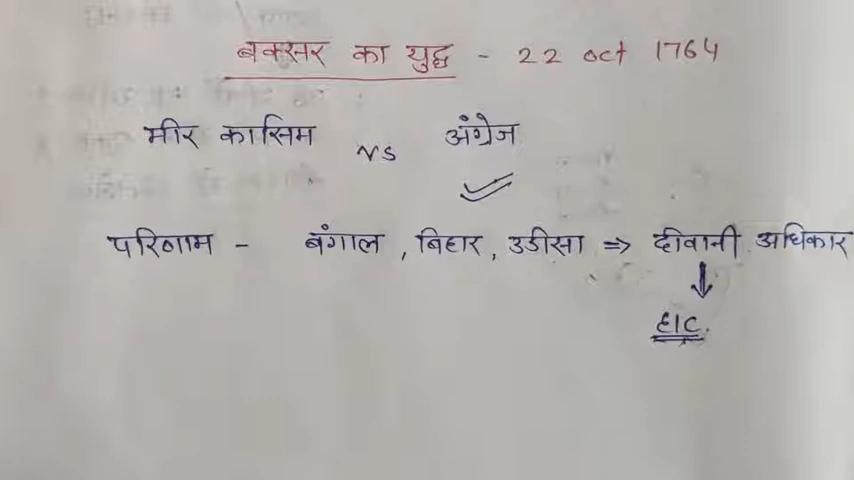 बक्सर का युद्ध - 22 oct 1764
मीर कासिम vs अंग्रेज
परिणाम - बंगाल, बिहार, उडीसा ⇒ दीवानी अधिकार
↓
EIC.